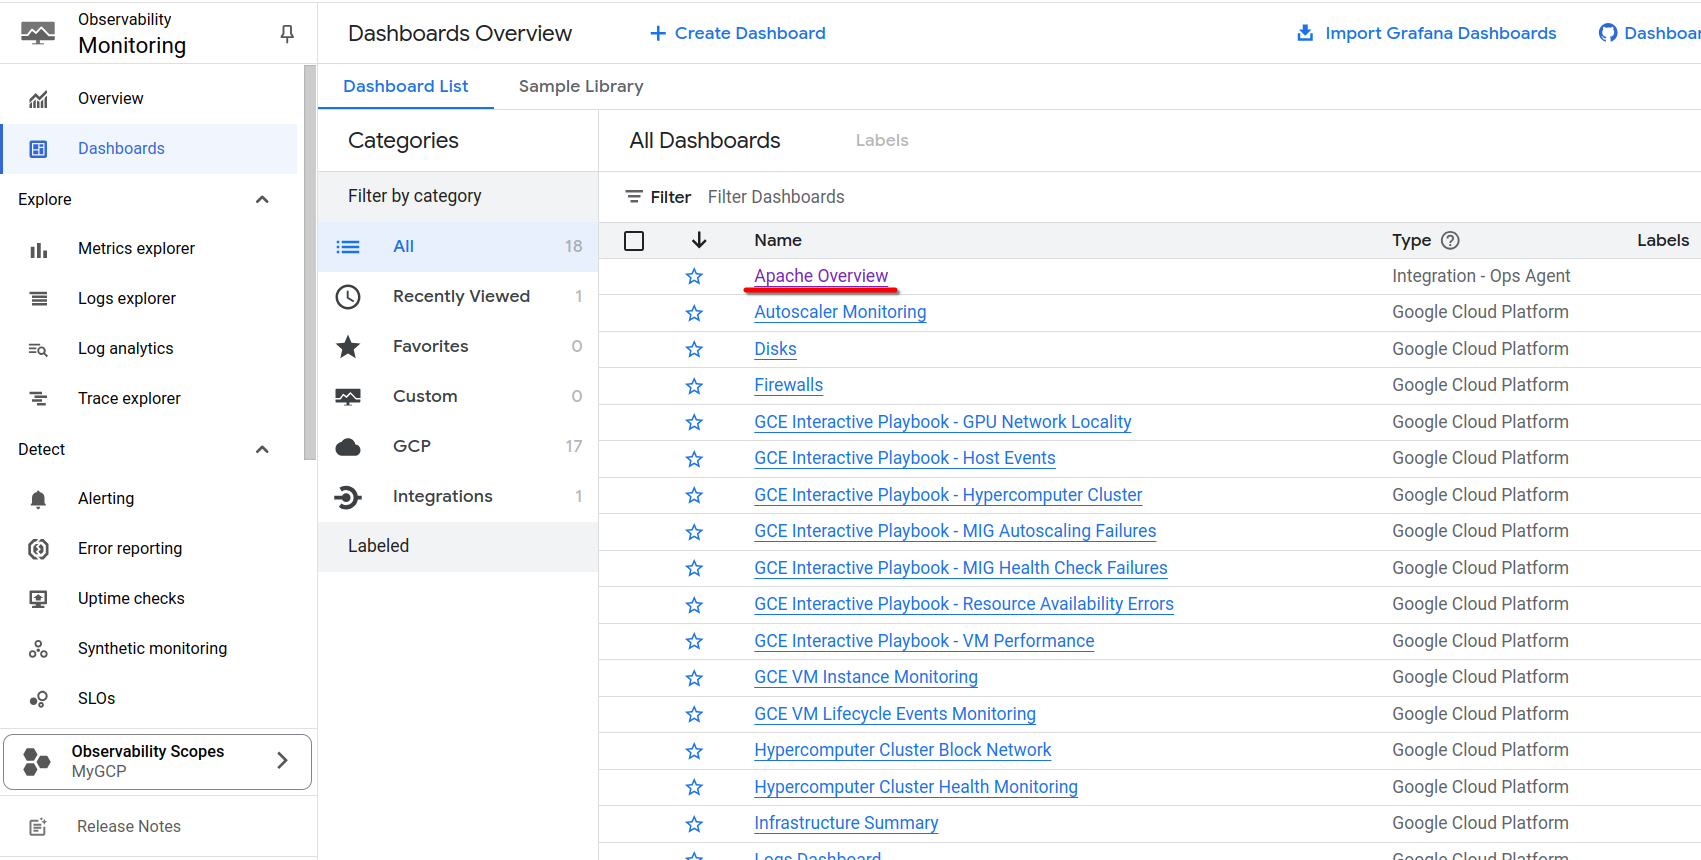 Observability
Monitoring
Overview
Dashboards
Explore
Metrics explorer
Logs explorer
Log analytics
Trace explorer
Detect
Alerting
Error reporting
Uptime checks
Synthetic monitoring
SLOs
Observability Scopes
MyGCP
Release Notes
Dashboards Overview
Create Dashboard
Import Grafana Dashboards
Dashboar
Dashboard List
Sample Library
Categories
Filter by category
All 18
Recently Viewed 1
Favorites 0
Custom 0
GCP 17
Integrations 1
Labeled
All Dashboards
Labels
Filter Filter Dashboards
Name Type Labels
Apache Overview Integration - Ops Agent
Autoscaler Monitoring Google Cloud Platform
Disks Google Cloud Platform
Firewalls Google Cloud Platform
GCE Interactive Playbook - GPU Network Locality Google Cloud Platform
GCE Interactive Playbook - Host Events Google Cloud Platform
GCE Interactive Playbook - Hypercomputer Cluster Google Cloud Platform
GCE Interactive Playbook - MIG Autoscaling Failures Google Cloud Platform
GCE Interactive Playbook - MIG Health Check Failures Google Cloud Platform
GCE Interactive Playbook - Resource Availability Errors Google Cloud Platform
GCE Interactive Playbook - VM Performance Google Cloud Platform
GCE VM Instance Monitoring Google Cloud Platform
GCE VM Lifecycle Events Monitoring Google Cloud Platform
Hypercomputer Cluster Block Network Google Cloud Platform
Hypercomputer Cluster Health Monitoring Google Cloud Platform
Infrastructure Summary Google Cloud Platform
Logs Dashboard Google Cloud Platform